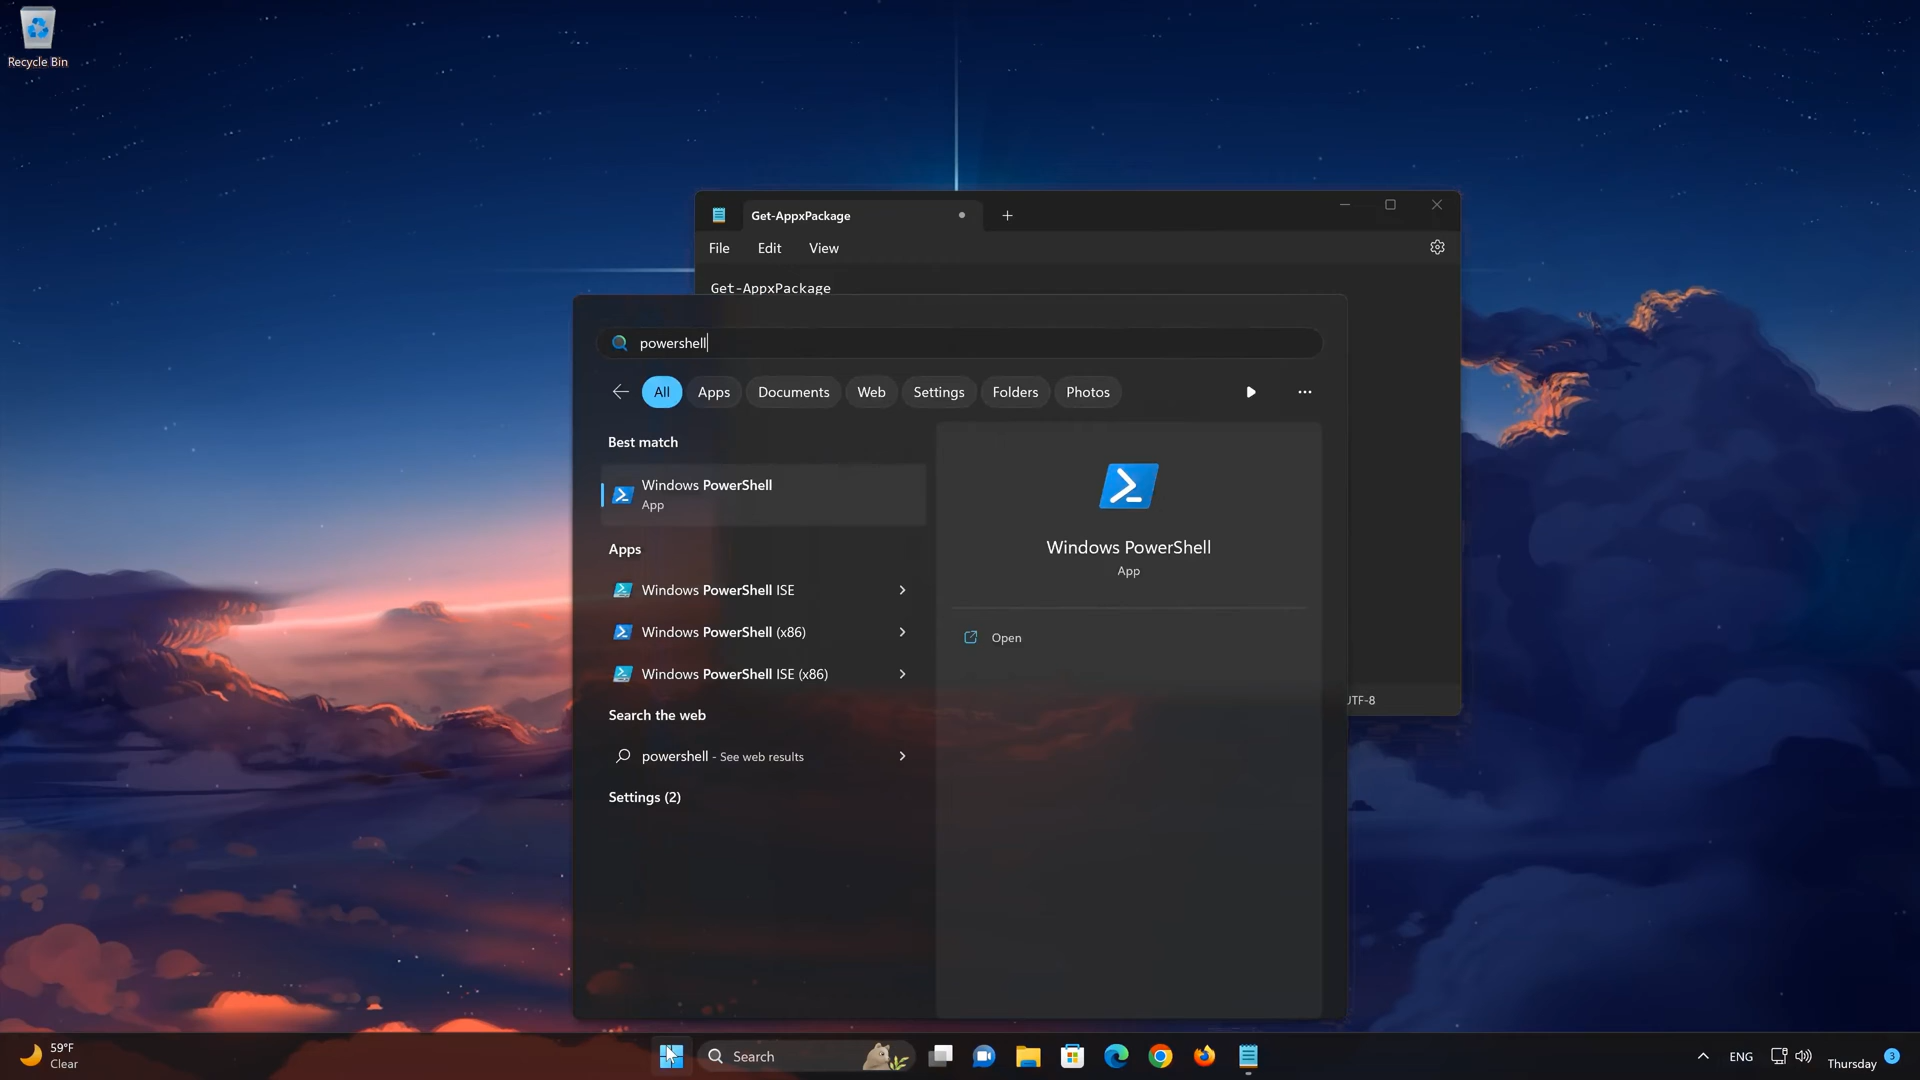 Recycle Bin
Get-AppxPackage
File Edit View
Get-AppxPackage
powershell
All Apps Documents Web Settings Folders Photos
Best match
Windows PowerShell
App
Apps
Windows PowerShell ISE
Windows PowerShell (x86)
Windows PowerShell ISE (x86)
Search the web
powershell - See web results
Settings (2)
Windows PowerShell
App
Open
UTF-8
59°F
Clear
Search
ENG
Thursday
3